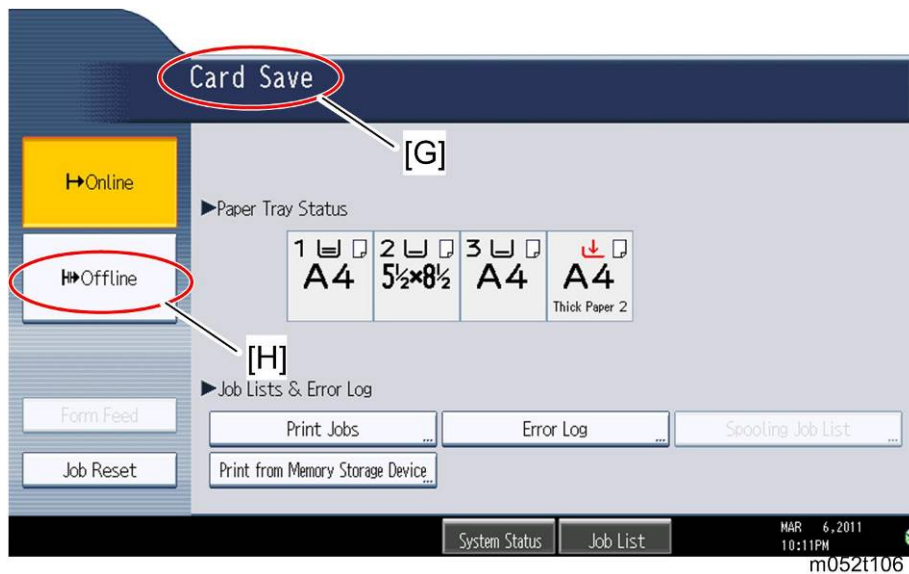 Card Save
[G]
Online
▶Paper Tray Status
1 2 3
A4 5½×8½ A4 A4
Thick Paper 2
Offline
[H]
▶Job Lists & Error Log
Form Feed
Print Jobs
Error Log
Spooling Job List
Job Reset
Print from Memory Storage Device
System Status
Job List
MAR 6,2011
10:11PM
m052t106